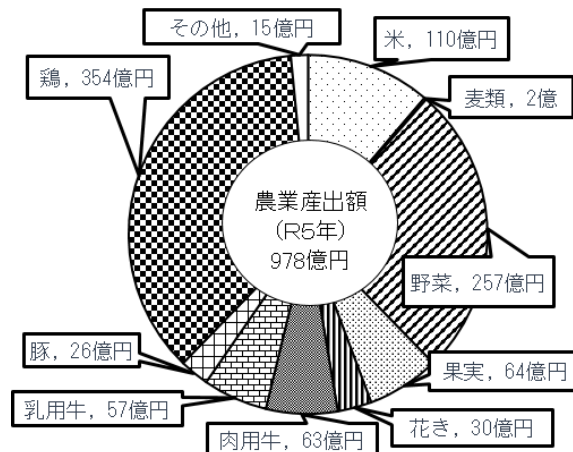 その他, 15億円
米, 110億円
鶏, 354億円
麦類, 2億
農業産出額
(R5年)
978億円
野菜, 257億円
豚, 26億円
果実, 64億円
乳用牛, 57億円
花き, 30億円
肉用牛, 63億円